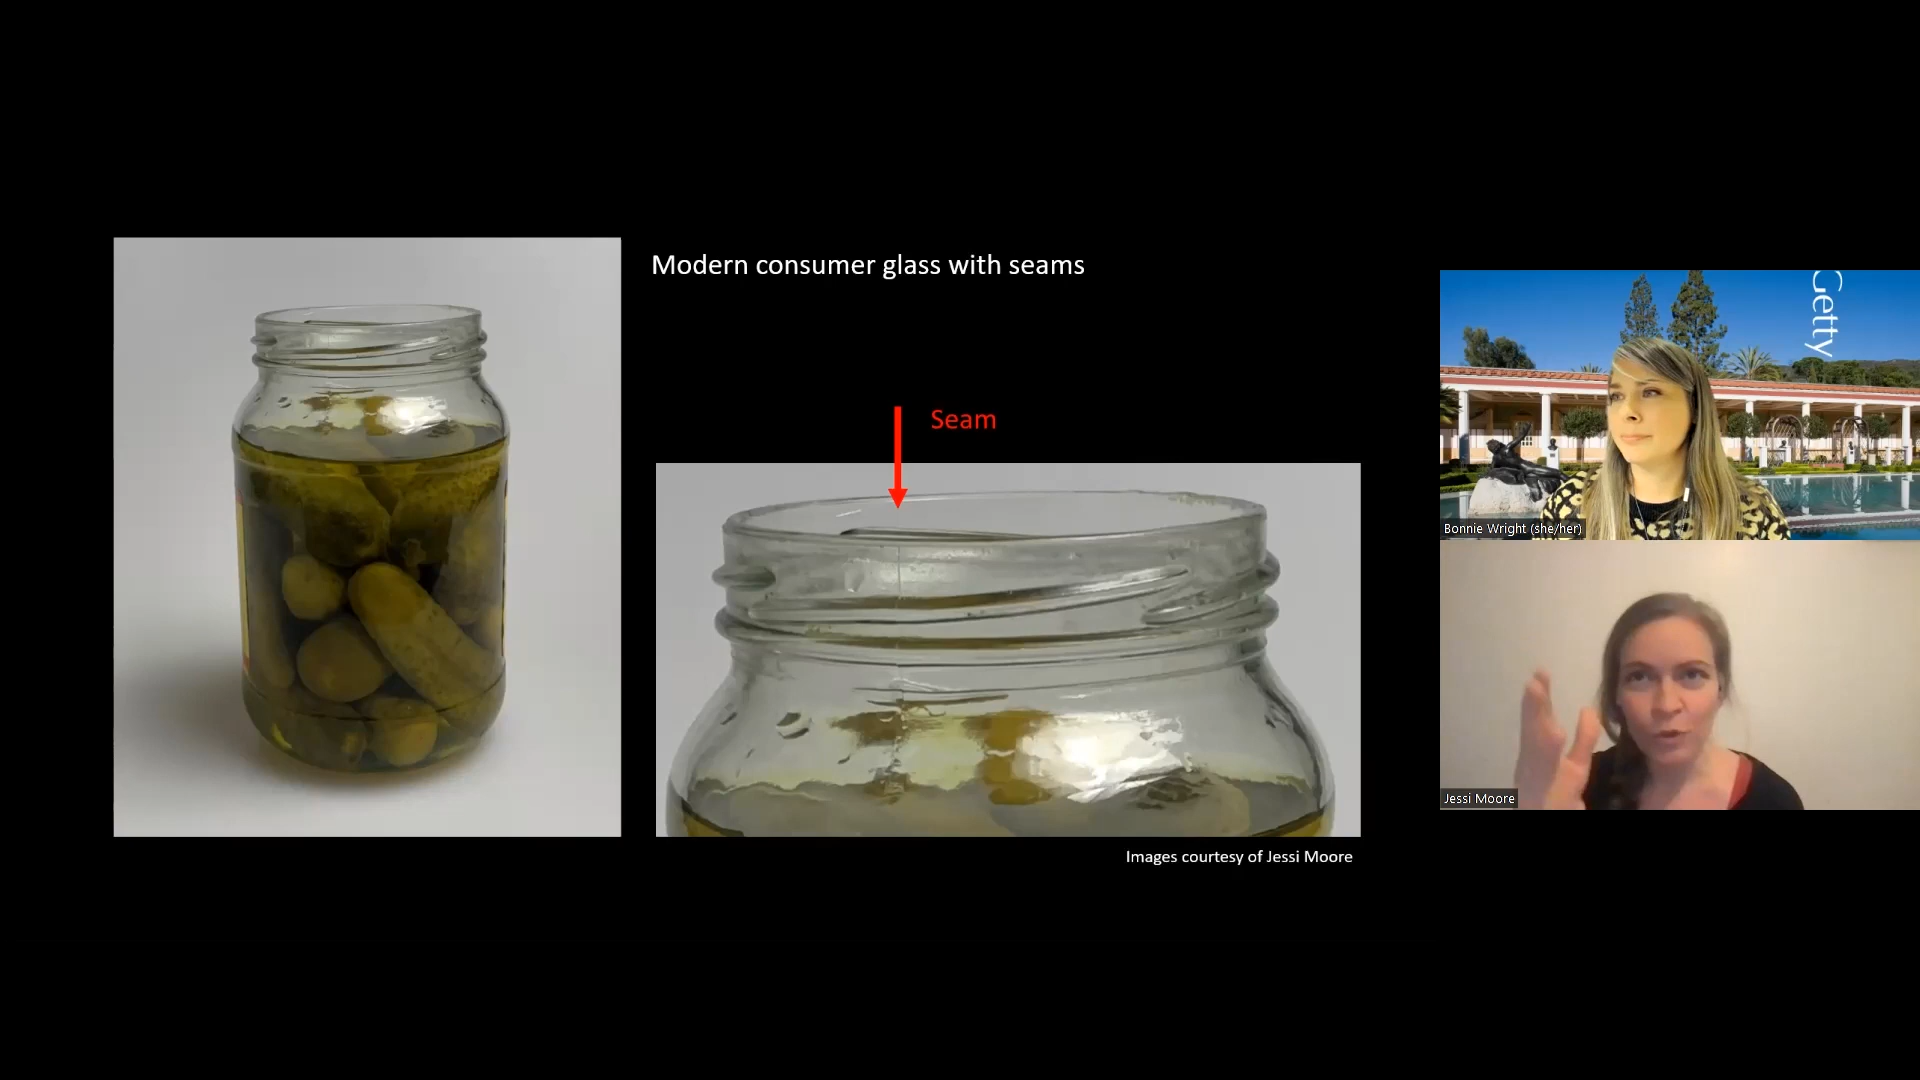 Modern consumer glass with seams
Seam
Images courtesy of Jessi Moore
Getty
Bonnie Wright (she/her)
Jessi Moore